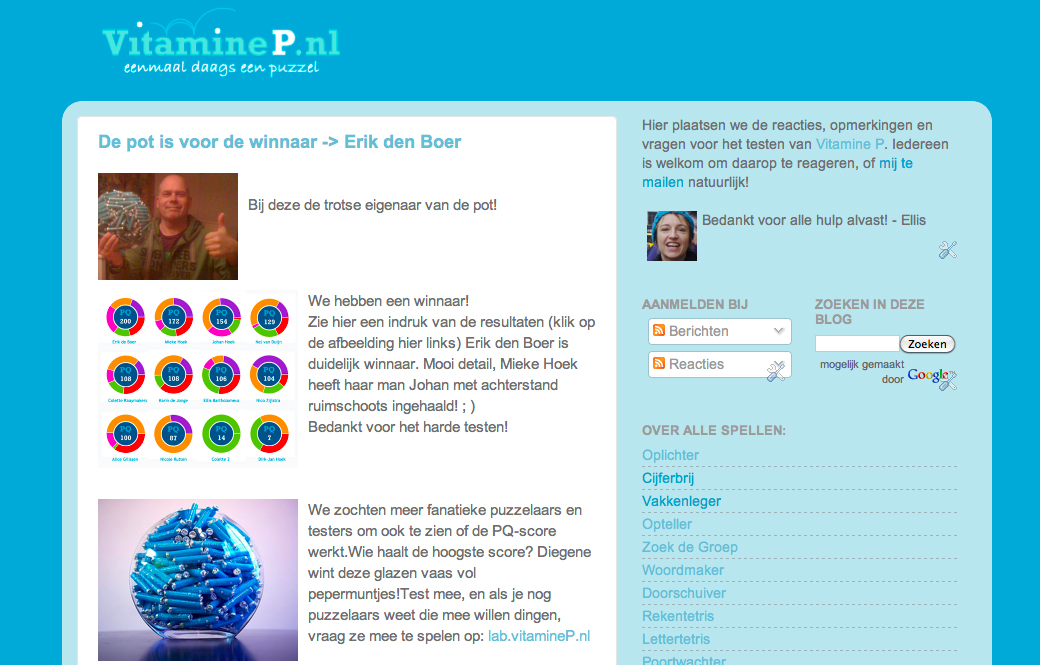 VitamineP.nl
eenmaal daags een puzzel
De pot is voor de winnaar -> Erik den Boer
Bij deze de trotse eigenaar van de pot!
PQ PQ PQ PQ
200 172 154 129
Erik de Boer Mieke Hoek Johan Hoek Nel van Duijn
PQ PQ PQ PQ
108 108 106 104
Colette Raaymakers Karin de Jonge Nico Zijlstra
PQ PQ PQ PQ
100 87 14 7
Alice Gilissen Nicole Rutten Colette 2 Dirk Jan Hoek
We hebben een winnaar!
Zie hier een indruk van de resultaten (klik op
de afbeelding hier links) Erik den Boer is
duidelijk winnaar. Mooi detail, Mieke Hoek
heeft haar man Johan met achterstand
ruimschoots ingehaald! ; )
Bedankt voor het harde testen!
We zochten meer fanatieke puzzelaars en
testers om ook te zien of de PQ-score
werkt.Wie haalt de hoogste score? Diegene
wint deze glazen vaas vol
pepermuntjes!Test mee, en als je nog
puzzelaars weet die mee willen dingen,
vraag ze mee te spelen op: lab.vitamineP.nl
Hier plaatsen we de reacties, opmerkingen en
vragen voor het testen van Vitamine P. Iedereen
is welkom om daarop te reageren, of mij te
mailen natuurlijk!
Bedankt voor alle hulp alvast! - Ellis
AANMELDEN BIJ
Berichten
Reacties
ZOEKEN IN DEZE
BLOG
Zoeken
mogelijk gemaakt
door Google
OVER ALLE SPELLEN:
Oplichter
Cijferbrij
Vakkenleger
Opteller
Zoek de Groep
Woordmaker
Doorschuiver
Rekentetris
Lettertetris
Poortwachter